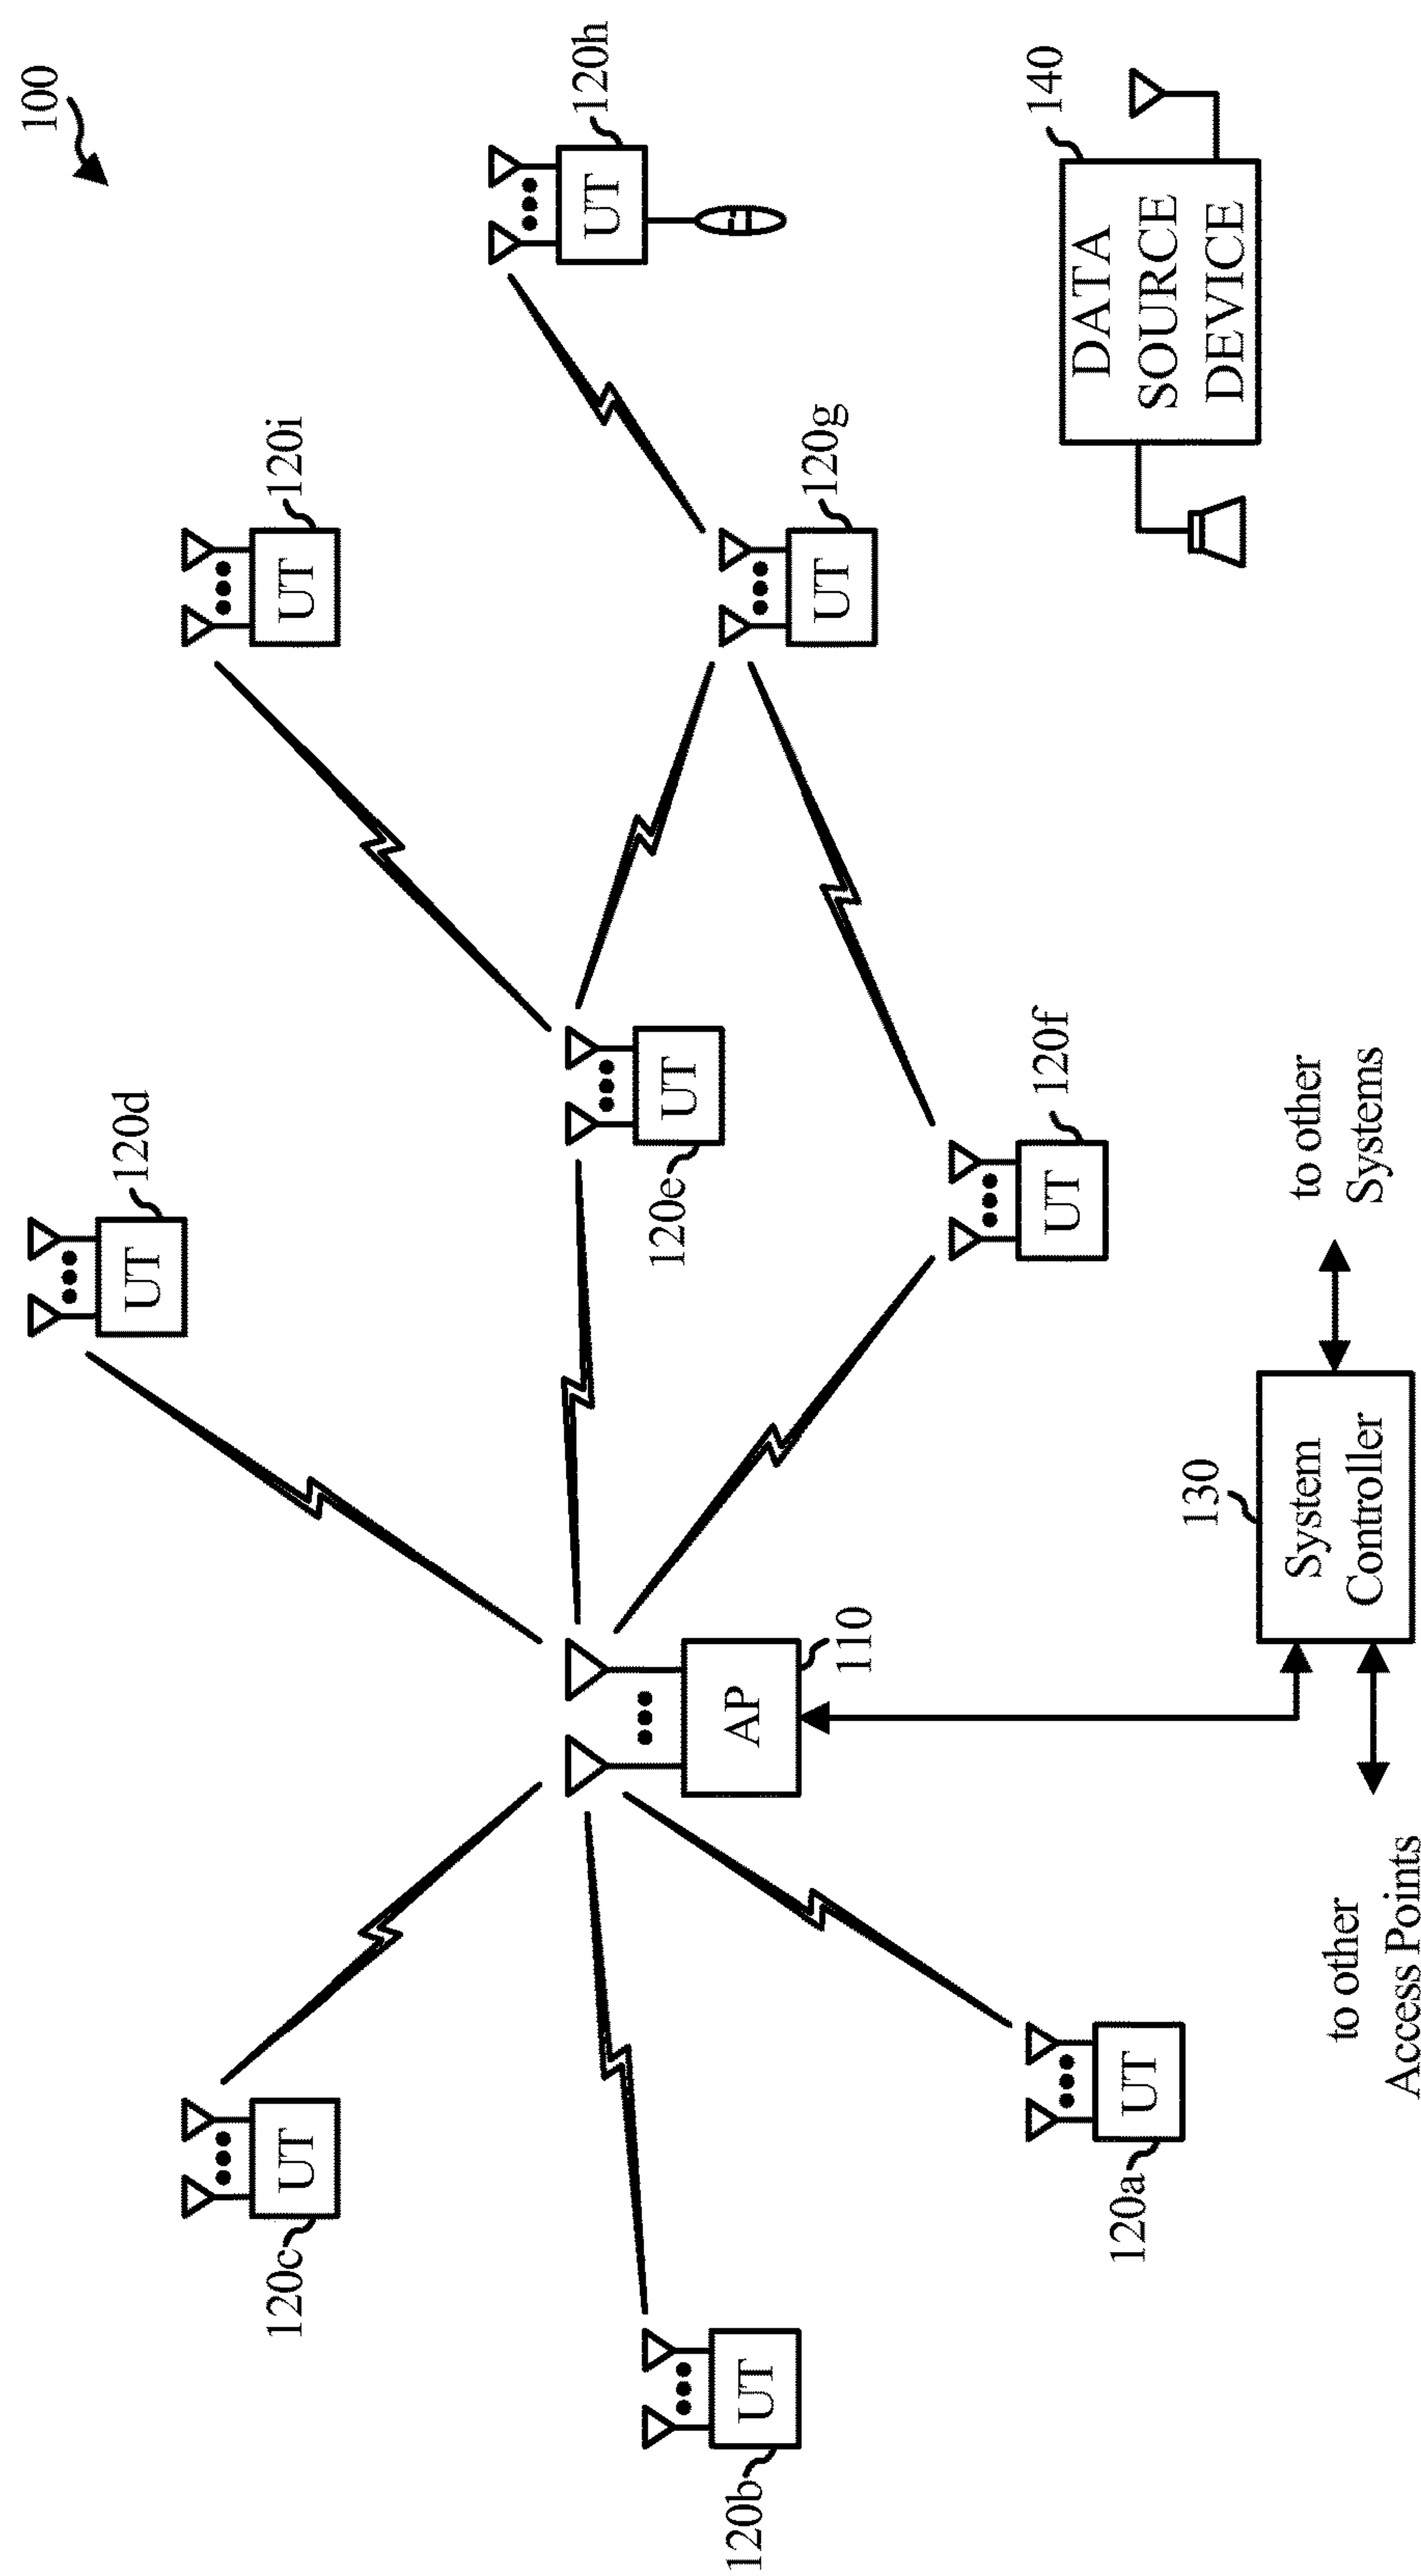 100
120d
UT
120i
UT
120c
UT
120h
UT
120e
UT
120b
UT
AP
110
120g
UT
120f
UT
120a
UT
140
DATA
SOURCE
DEVICE
130
System
Controller
to other
Systems
to other
Access Points